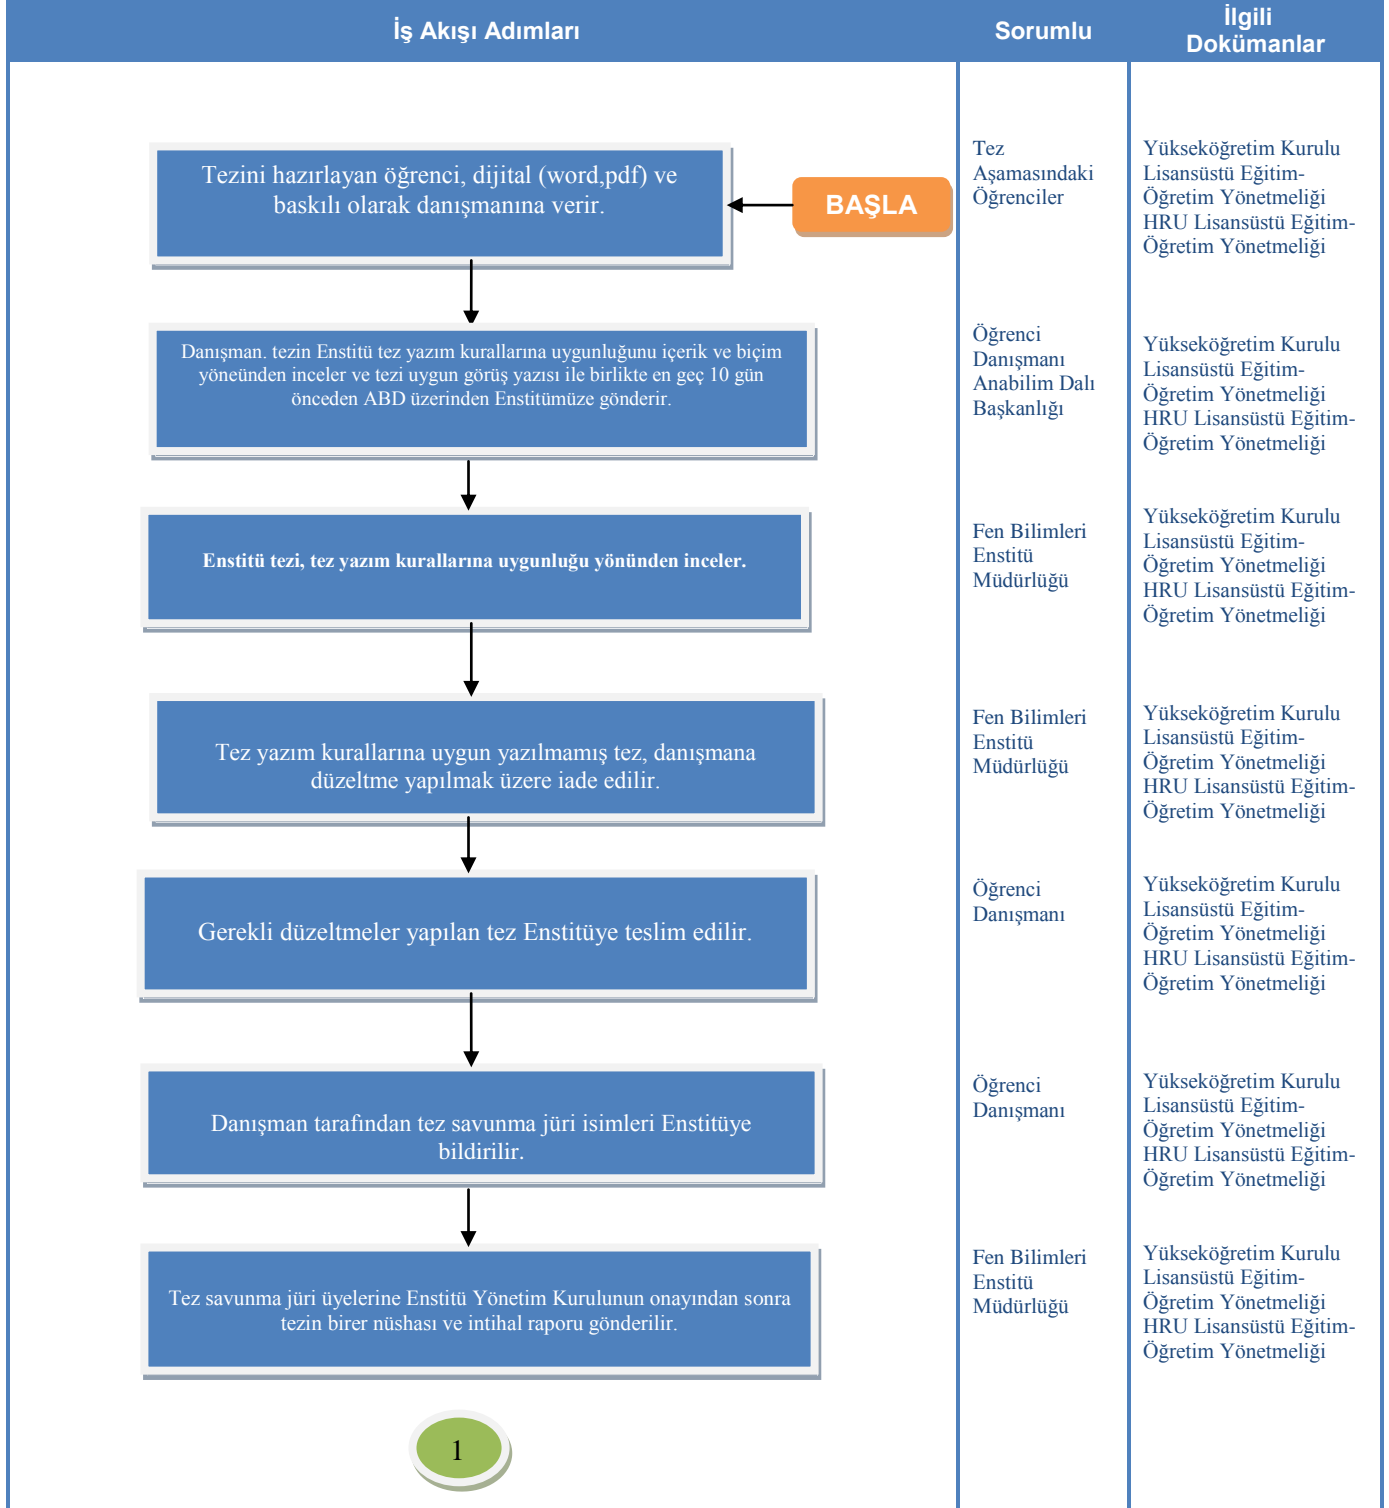 İş Akışı Adımları
Sorumlu
İlgili
Dokümanlar
Tezini hazırlayan öğrenci, dijital (word,pdf) ve
baskılı olarak danışmanına verir.
BAŞLA
Tez
Aşamasındaki
Öğrenciler
Yükseköğretim Kurulu
Lisansüstü Eğitim-
Öğretim Yönetmeliği
HRU Lisansüstü Eğitim-
Öğretim Yönetmeliği
Danışman. tezin Enstitü tez yazım kurallarına uygunluğunu içerik ve biçim
yöneünden inceler ve tezi uygun görüş yazısı ile birlikte en geç 10 gün
önceden ABD üzerinden Enstitümüze gönderir.
Öğrenci
Danışmanı
Anabilim Dalı
Başkanlığı
Yükseköğretim Kurulu
Lisansüstü Eğitim-
Öğretim Yönetmeliği
HRU Lisansüstü Eğitim-
Öğretim Yönetmeliği
Enstitü tezi, tez yazım kurallarına uygunluğu yönünden inceler.
Fen Bilimleri
Enstitü
Müdürlüğü
Yükseköğretim Kurulu
Lisansüstü Eğitim-
Öğretim Yönetmeliği
HRU Lisansüstü Eğitim-
Öğretim Yönetmeliği
Tez yazım kurallarına uygun yazılmamış tez, danışmana
düzeltme yapılmak üzere iade edilir.
Fen Bilimleri
Enstitü
Müdürlüğü
Yükseköğretim Kurulu
Lisansüstü Eğitim-
Öğretim Yönetmeliği
HRU Lisansüstü Eğitim-
Öğretim Yönetmeliği
Gerekli düzeltmeler yapılan tez Enstitüye teslim edilir.
Öğrenci
Danışmanı
Yükseköğretim Kurulu
Lisansüstü Eğitim-
Öğretim Yönetmeliği
HRU Lisansüstü Eğitim-
Öğretim Yönetmeliği
Danışman tarafından tez savunma jüri isimleri Enstitüye
bildirilir.
Öğrenci
Danışmanı
Yükseköğretim Kurulu
Lisansüstü Eğitim-
Öğretim Yönetmeliği
HRU Lisansüstü Eğitim-
Öğretim Yönetmeliği
Tez savunma jüri üyelerine Enstitü Yönetim Kurulunun onayından sonra
tezin birer nüshası ve intihal raporu gönderilir.
Fen Bilimleri
Enstitü
Müdürlüğü
Yükseköğretim Kurulu
Lisansüstü Eğitim-
Öğretim Yönetmeliği
HRU Lisansüstü Eğitim-
Öğretim Yönetmeliği
1